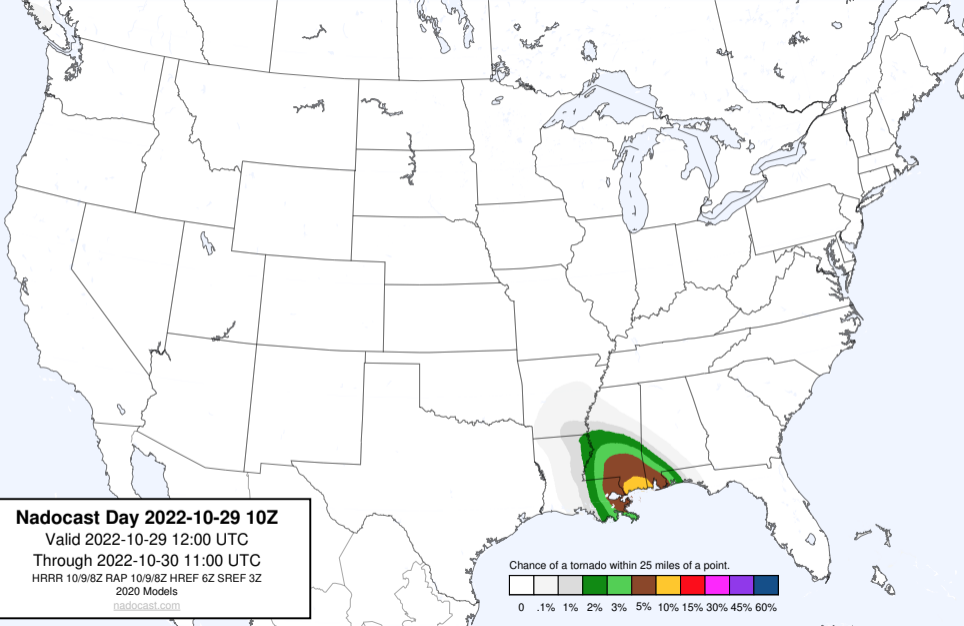 Nadocast Day 2022-10-29 10Z
Valid 2022-10-29 12:00 UTC
Through 2022-10-30 11:00 UTC
HRRR 10/9/8Z RAP 10/9/8Z HREF 6Z SREF 3Z
2020 Models
nadocast.com
Chance of a tornado within 25 miles of a point.
0 .1% 1% 2% 3% 5% 10% 15% 30% 45% 60%